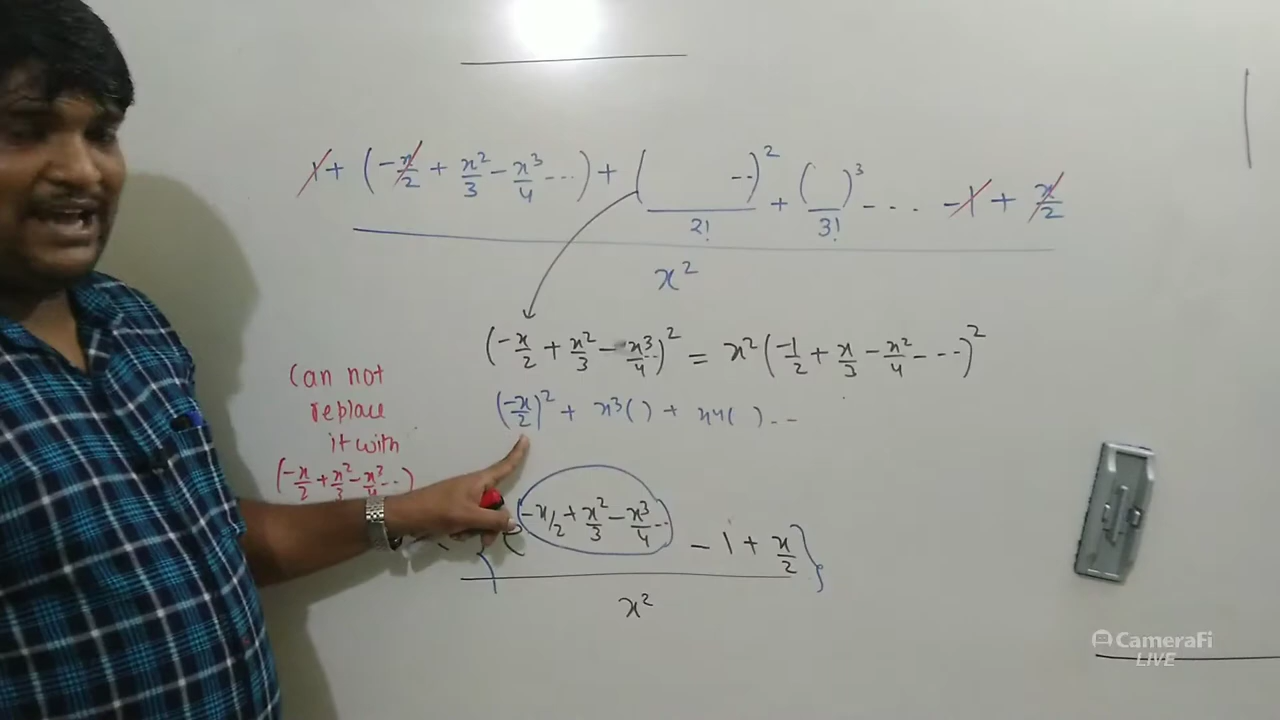 1 + (-x/2 + x²/3 - x³/4 ...) + ( --)²/2! + ( )³/3! - ... -1 + x/2
x²
(-x/2 + x²/3 - x³/4 ..)² = x²(-1/2 + x/3 - x²/4 - ...)²
(-x/2)² + x³( ) + x4( ) ---
Can not
replace
it with
(-x/2 + x²/3 - x³/4 ..)
-x/2 + x²/3 - x³/4 -- - 1 + x/2 }
x²
CameraFi
LIVE